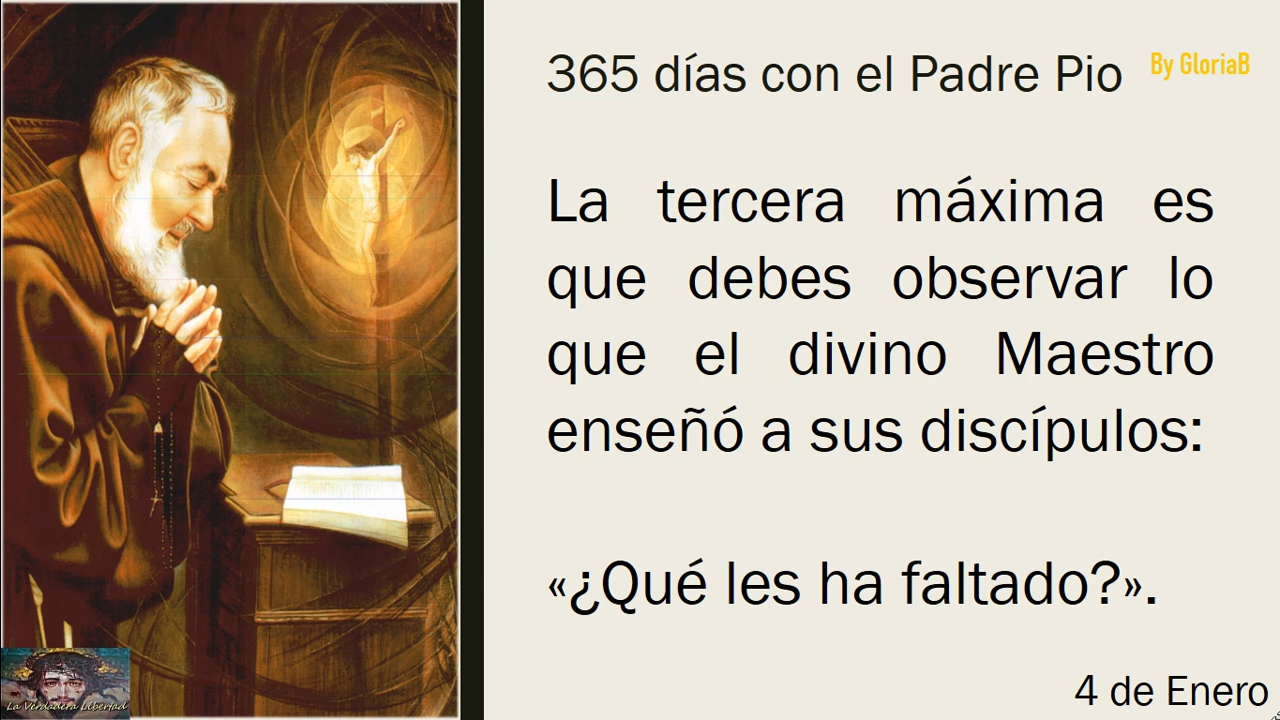 365 días con el Padre Pio
By GloriaB
La tercera máxima es
que debes observar lo
que el divino Maestro
enseñó a sus discípulos:
«¿Qué les ha faltado?».
4 de Enero
La Verdadera Libertad